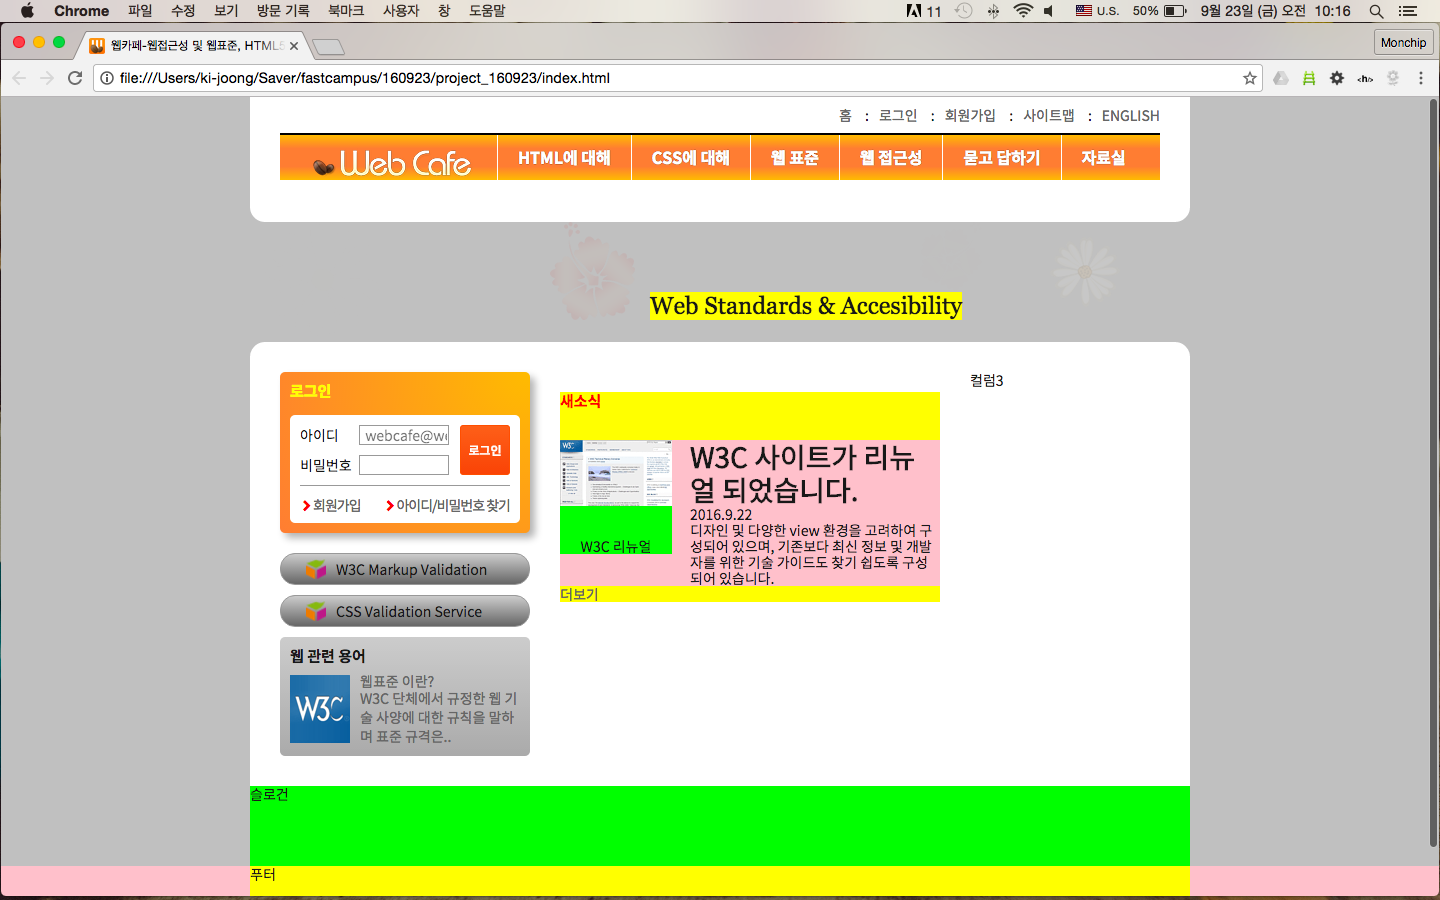 Chrome 파일 수정 보기 방문 기록 북마크 사용자 창 도움말 11 U.S. 50% 9월 23일 (금) 오전 10:16
웹카페-웹접근성 및 웹표준, HTML5 Monchip
file:///Users/ki-joong/Saver/fastcampus/160923/project_160923/index.html
홈 : 로그인 : 회원가입 : 사이트맵 : ENGLISH
Web Cafe HTML에 대해 CSS에 대해 웹 표준 웹 접근성 묻고 답하기 자료실
Web Standards & Accesibility
로그인
아이디 webcafe@w
비밀번호
로그인
회원가입 아이디/비밀번호 찾기
W3C Markup Validation
CSS Validation Service
웹 관련 용어
W3C
웹표준 이란?
W3C 단체에서 규정한 웹 기
술 사양에 대한 규칙을 말하
며 표준 규격은..
새소식
W3C
W3C 리뉴얼
W3C 사이트가 리뉴
얼 되었습니다.
2016.9.22
디자인 및 다양한 view 환경을 고려하여 구
성되어 있으며, 기존보다 최신 정보 및 개발
자를 위한 기술 가이드도 찾기 쉽도록 구성
되어 있습니다.
더보기
컬럼3
슬로건
푸터